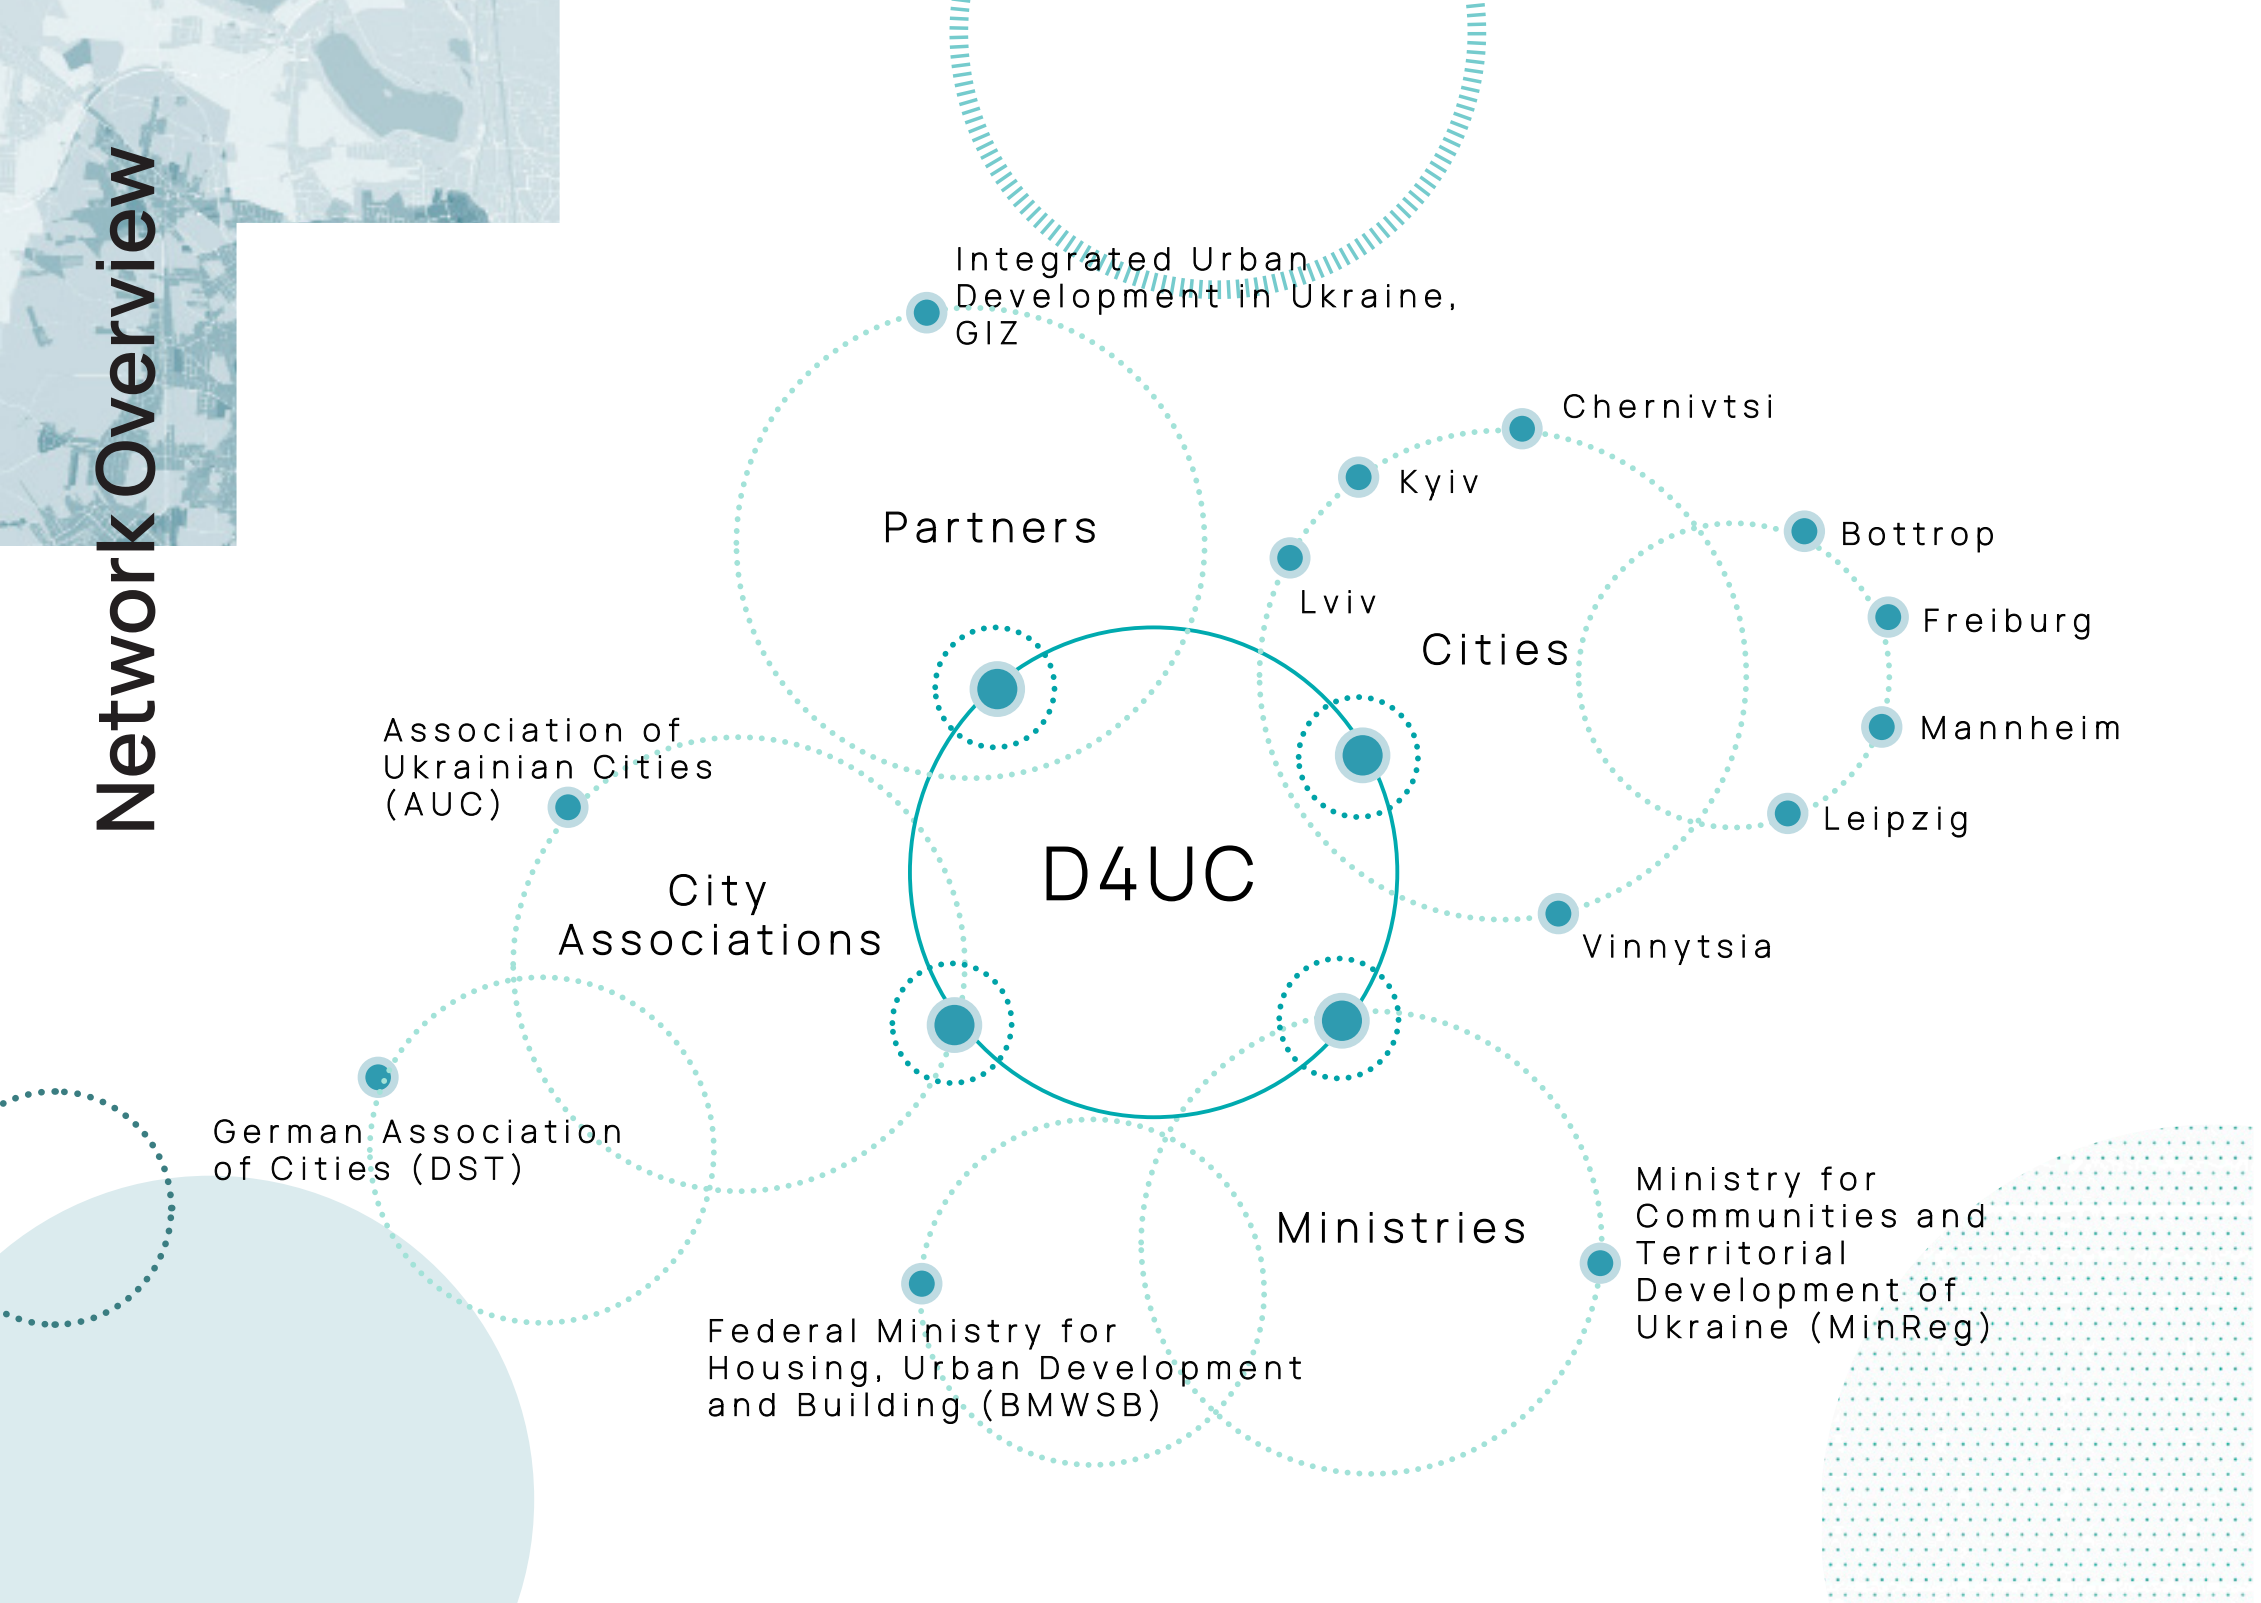 Network Overview
Integrated Urban
Development in Ukraine,
GIZ
Partners
Chernivtsi
Kyiv
Lviv
Cities
Bottrop
Freiburg
Mannheim
Leipzig
Vinnytsia
Association of
Ukrainian Cities
(AUC)
City
Associations
D4UC
German Association
of Cities (DST)
Ministries
Ministry for
Communities and
Territorial
Development of
Ukraine (MinReg)
Federal Ministry for
Housing, Urban Development
and Building (BMWSB)